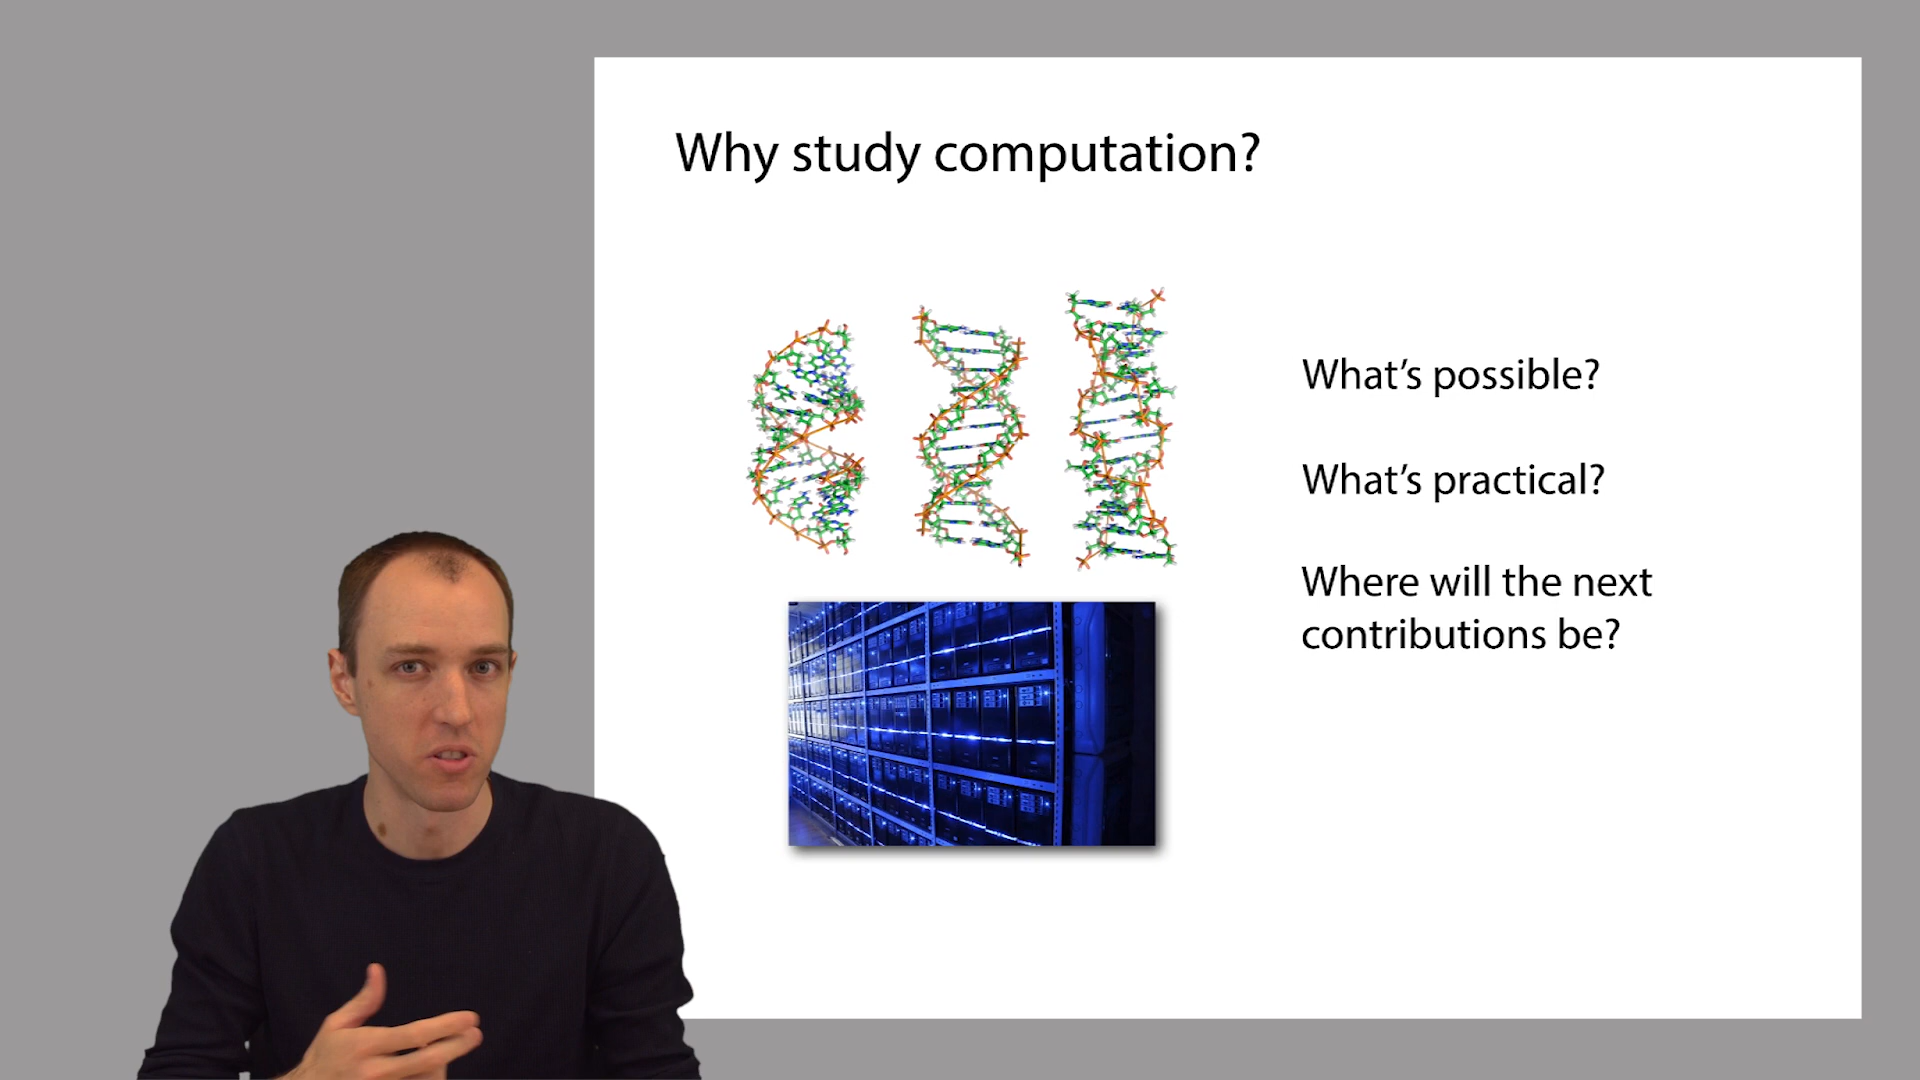 Why study computation?
What's possible?
What's practical?
Where will the next
contributions be?